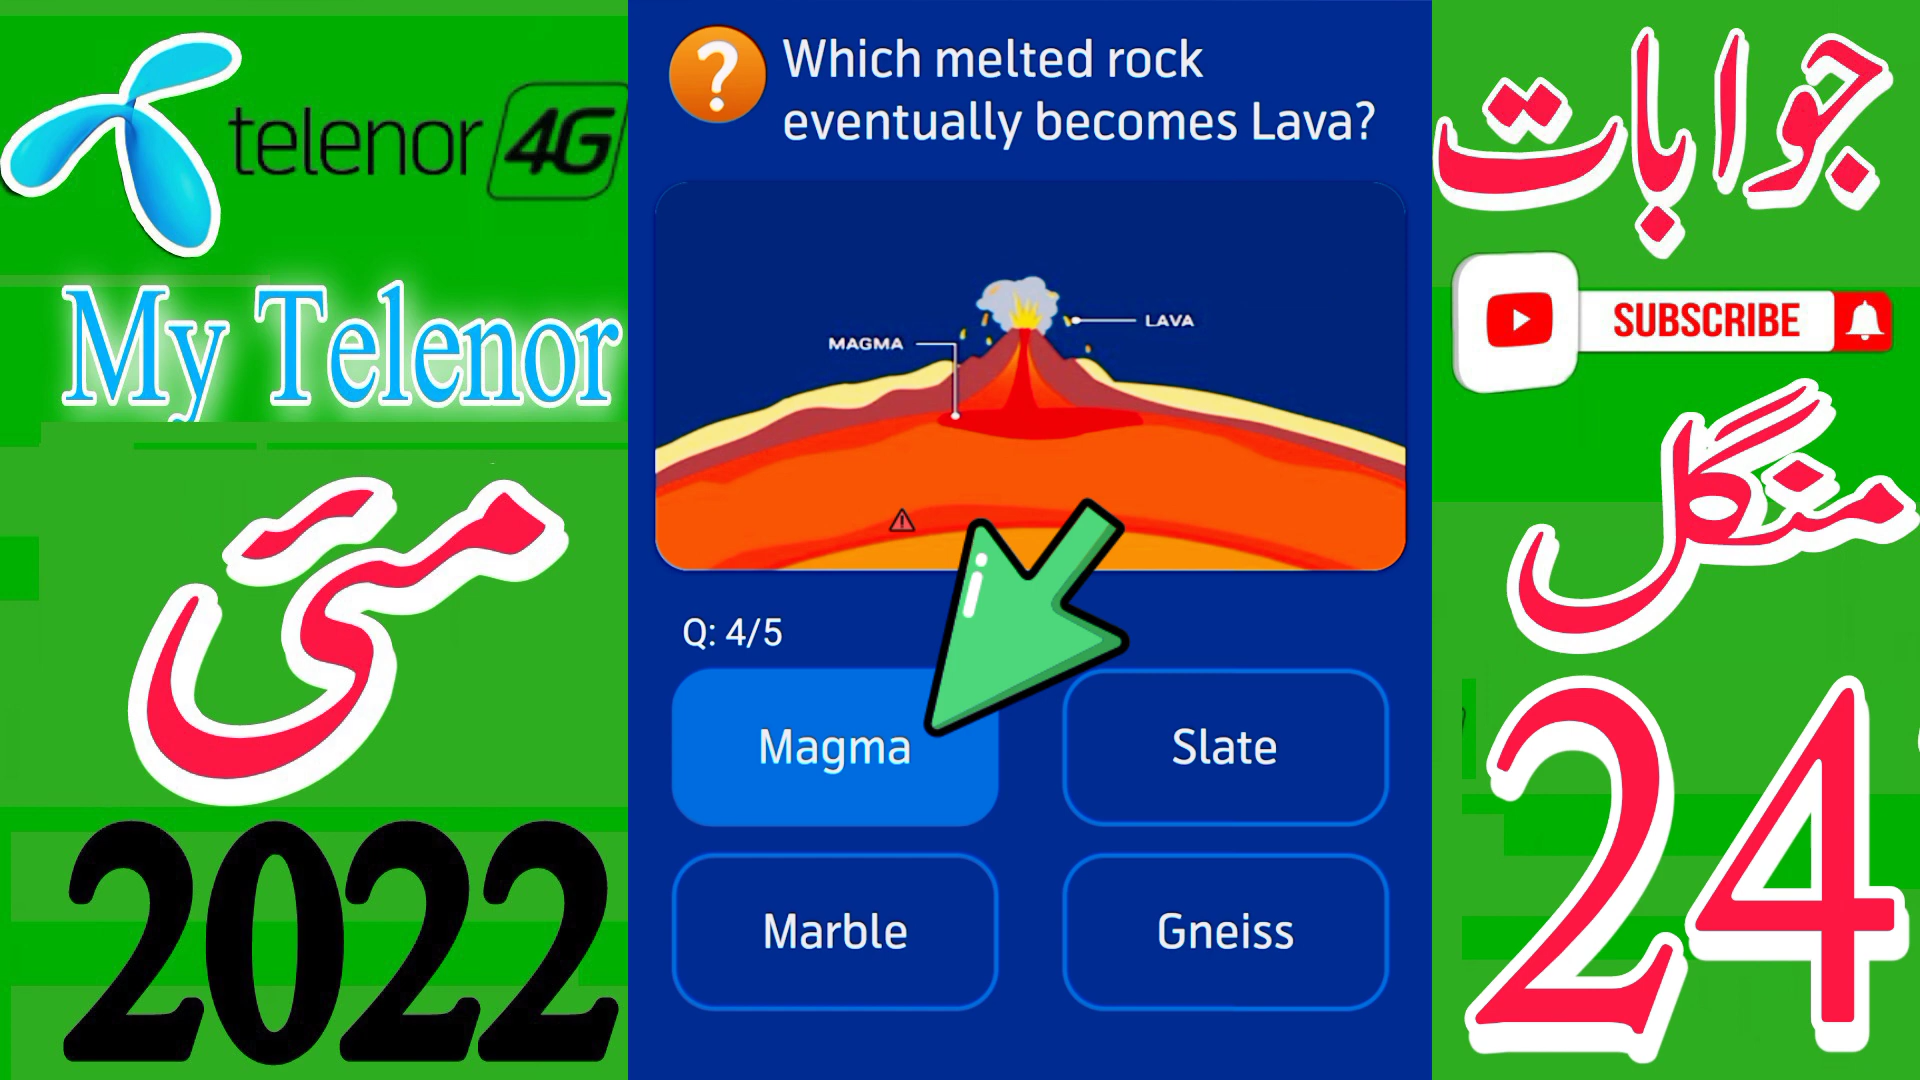 telenor 4G
My Telenor
مئی
2022
Which melted rock
eventually becomes Lava?
LAVA
MAGMA
Q: 4/5
Magma
Slate
Marble
Gneiss
جوابات
SUBSCRIBE
منگل
24